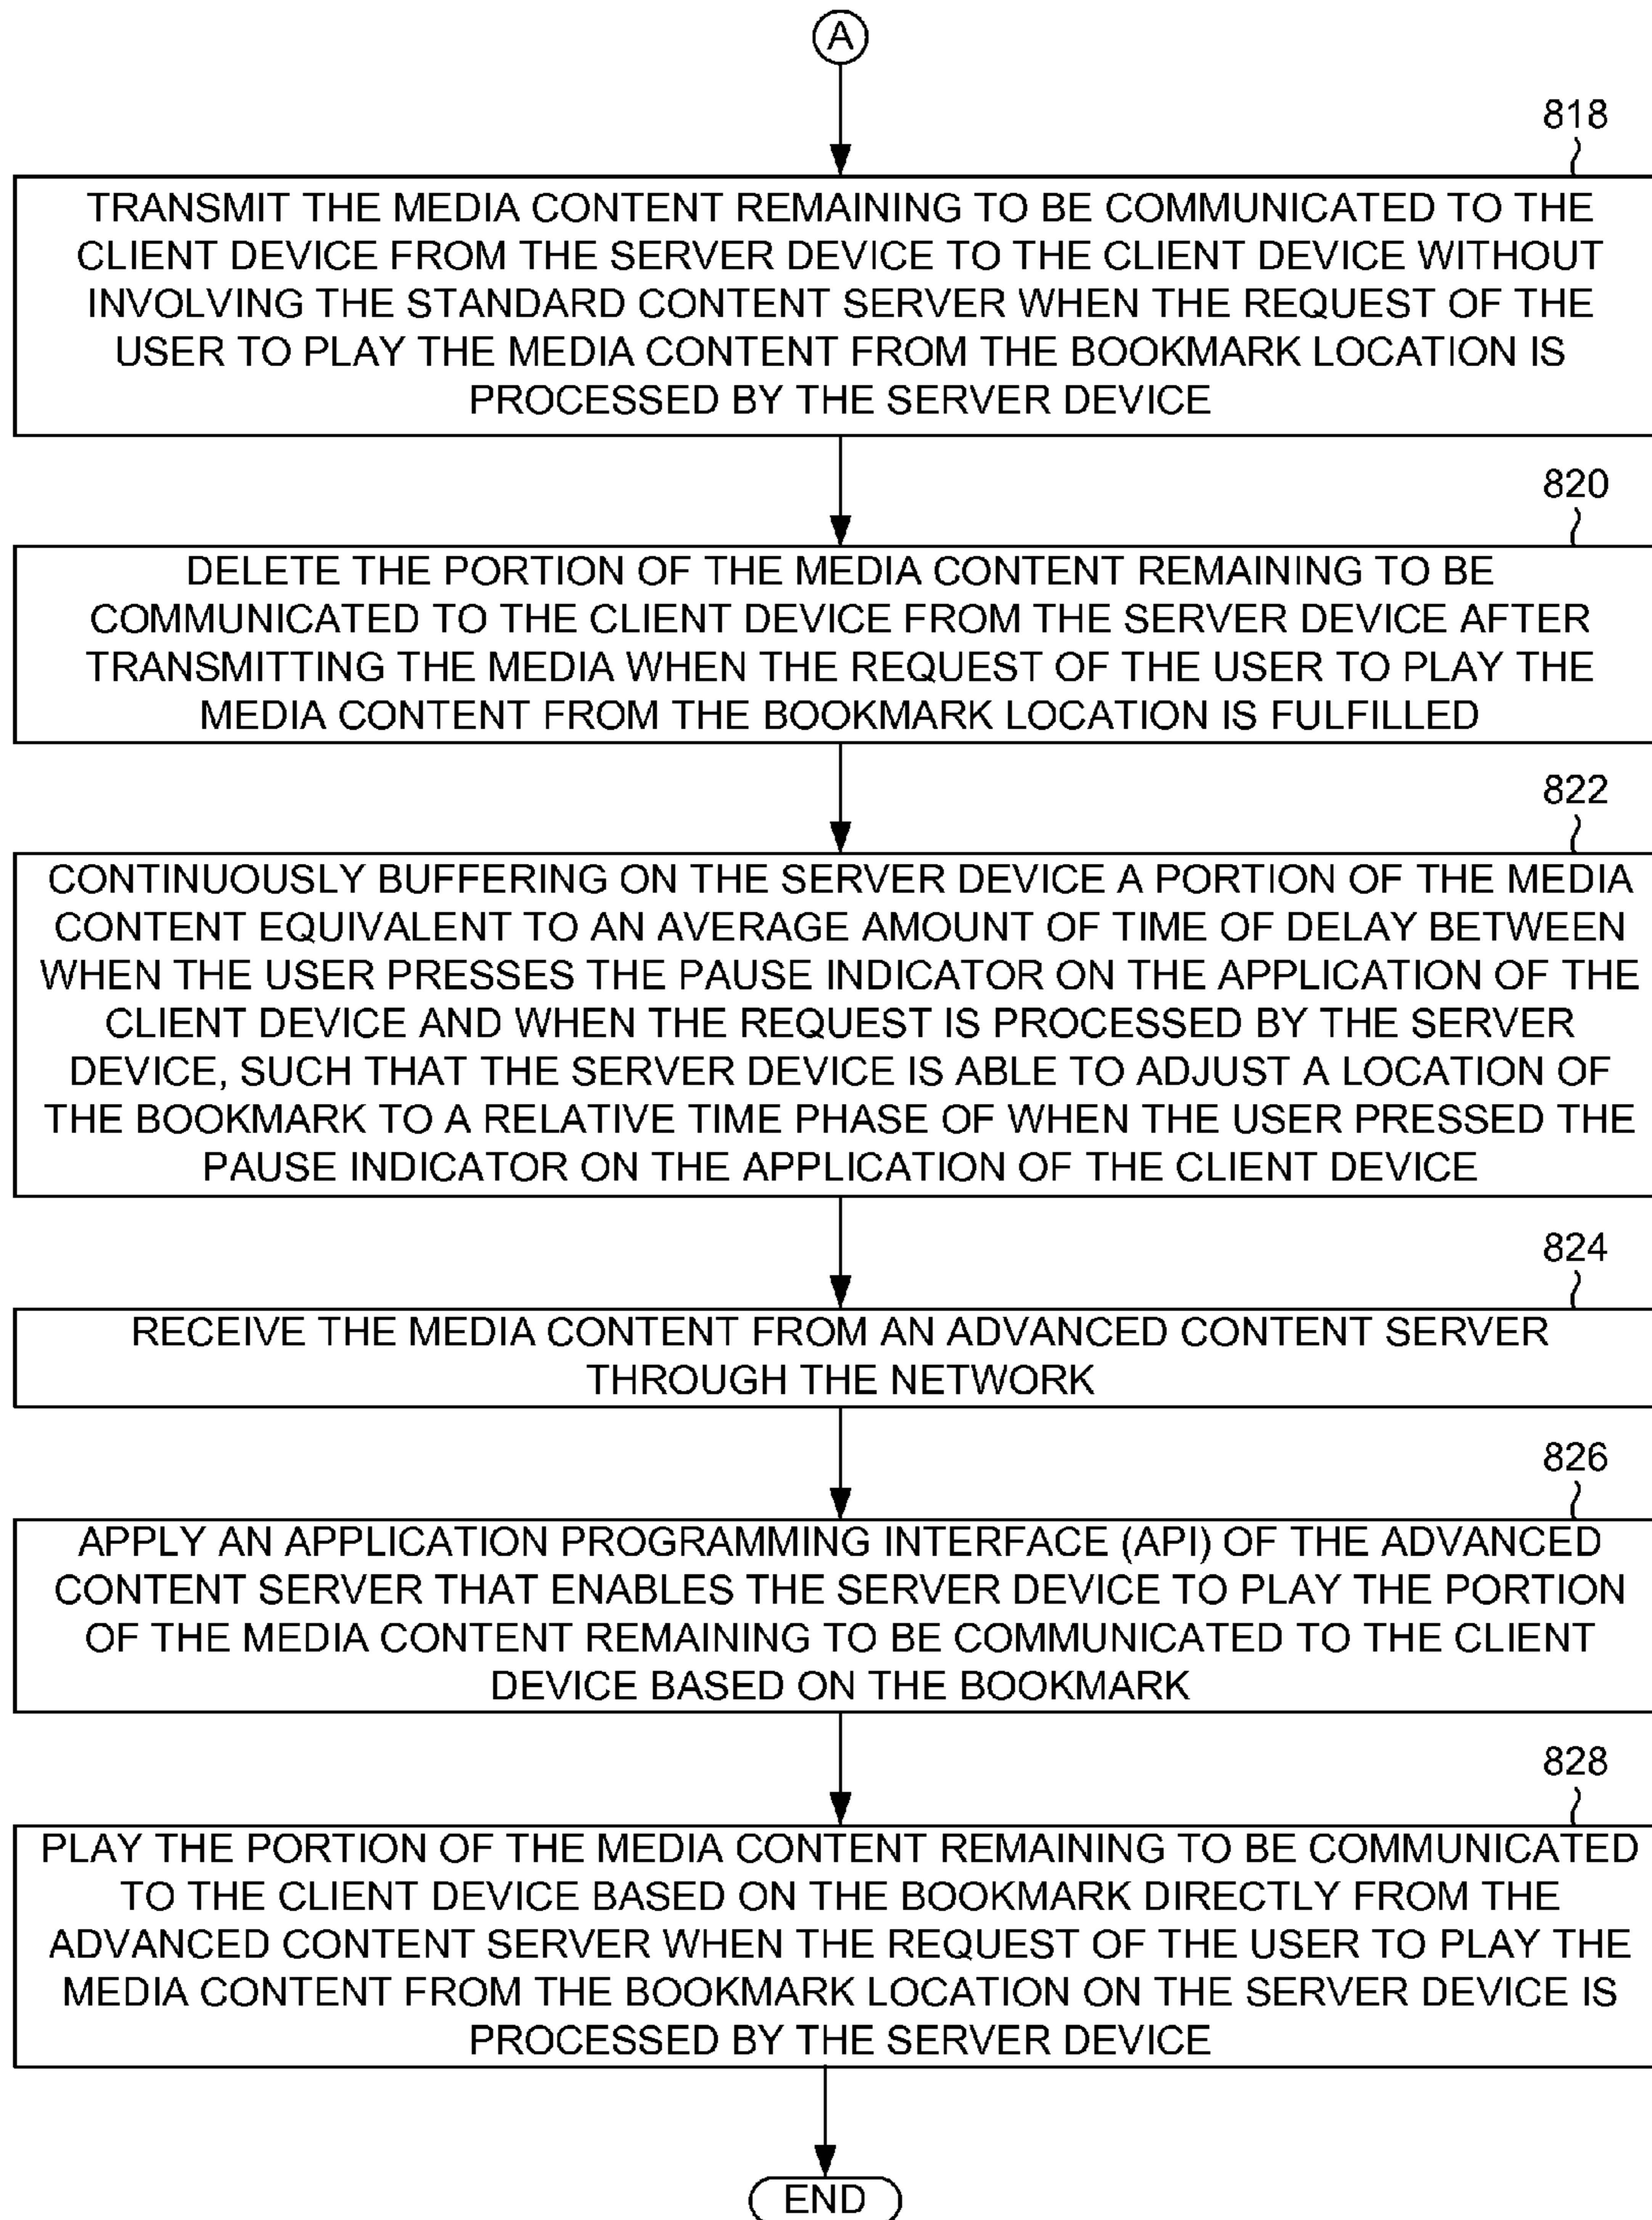 A
818
TRANSMIT THE MEDIA CONTENT REMAINING TO BE COMMUNICATED TO THE
CLIENT DEVICE FROM THE SERVER DEVICE TO THE CLIENT DEVICE WITHOUT
INVOLVING THE STANDARD CONTENT SERVER WHEN THE REQUEST OF THE
USER TO PLAY THE MEDIA CONTENT FROM THE BOOKMARK LOCATION IS
PROCESSED BY THE SERVER DEVICE
820
DELETE THE PORTION OF THE MEDIA CONTENT REMAINING TO BE
COMMUNICATED TO THE CLIENT DEVICE FROM THE SERVER DEVICE AFTER
TRANSMITTING THE MEDIA WHEN THE REQUEST OF THE USER TO PLAY THE
MEDIA CONTENT FROM THE BOOKMARK LOCATION IS FULFILLED
822
CONTINUOUSLY BUFFERING ON THE SERVER DEVICE A PORTION OF THE MEDIA
CONTENT EQUIVALENT TO AN AVERAGE AMOUNT OF TIME OF DELAY BETWEEN
WHEN THE USER PRESSES THE PAUSE INDICATOR ON THE APPLICATION OF THE
CLIENT DEVICE AND WHEN THE REQUEST IS PROCESSED BY THE SERVER
DEVICE, SUCH THAT THE SERVER DEVICE IS ABLE TO ADJUST A LOCATION OF
THE BOOKMARK TO A RELATIVE TIME PHASE OF WHEN THE USER PRESSED THE
PAUSE INDICATOR ON THE APPLICATION OF THE CLIENT DEVICE
824
RECEIVE THE MEDIA CONTENT FROM AN ADVANCED CONTENT SERVER
THROUGH THE NETWORK
826
APPLY AN APPLICATION PROGRAMMING INTERFACE (API) OF THE ADVANCED
CONTENT SERVER THAT ENABLES THE SERVER DEVICE TO PLAY THE PORTION
OF THE MEDIA CONTENT REMAINING TO BE COMMUNICATED TO THE CLIENT
DEVICE BASED ON THE BOOKMARK
828
PLAY THE PORTION OF THE MEDIA CONTENT REMAINING TO BE COMMUNICATED
TO THE CLIENT DEVICE BASED ON THE BOOKMARK DIRECTLY FROM THE
ADVANCED CONTENT SERVER WHEN THE REQUEST OF THE USER TO PLAY THE
MEDIA CONTENT FROM THE BOOKMARK LOCATION ON THE SERVER DEVICE IS
PROCESSED BY THE SERVER DEVICE
END